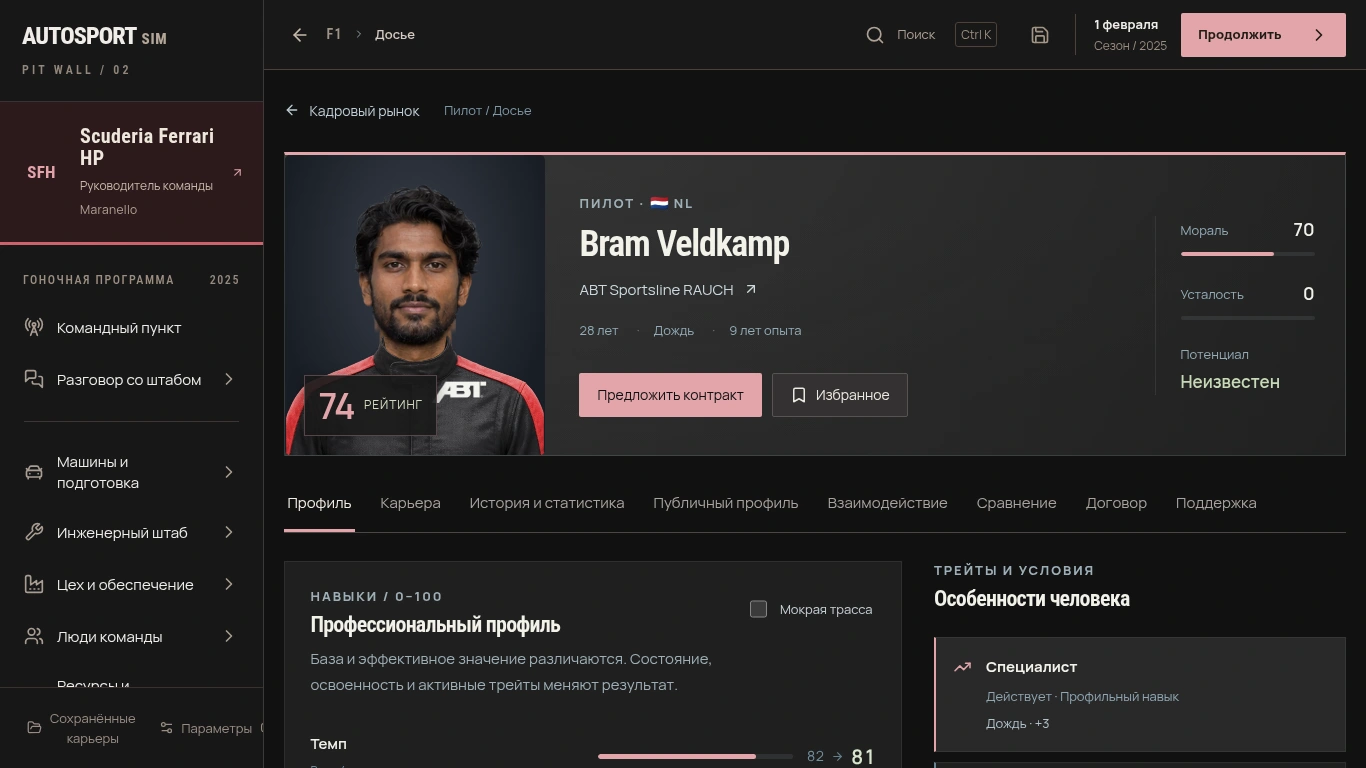 AUTOSPORT SIM
PIT WALL / 02
SFH
Scuderia Ferrari
HP
Руководитель команды
Maranello
ГОНОЧНАЯ ПРОГРАММА 2025
Командный пункт
Разговор со штабом
Машины и
подготовка
Инженерный штаб
Цех и обеспечение
Люди команды
Ресурсы и
Сохранённые
карьеры
Параметры
F1 > Досье
Поиск Ctrl K
1 февраля
Сезон / 2025
Продолжить
Кадровый рынок Пилот / Досье
ABT
74 РЕЙТИНГ
ПИЛОТ · 🇳🇱 NL
Bram Veldkamp
ABT Sportsline RAUCH
28 лет · Дождь · 9 лет опыта
Предложить контракт Избранное
Мораль 70
Усталость 0
Потенциал
Неизвестен
Профиль Карьера История и статистика Публичный профиль Взаимодействие Сравнение Договор Поддержка
НАВЫКИ / 0–100
Профессиональный профиль
Мокрая трасса
База и эффективное значение различаются. Состояние,
освоенность и активные трейты меняют результат.
Темп
82 → 81
ТРЕЙТЫ И УСЛОВИЯ
Особенности человека
Специалист
Действует · Профильный навык
Дождь · +3